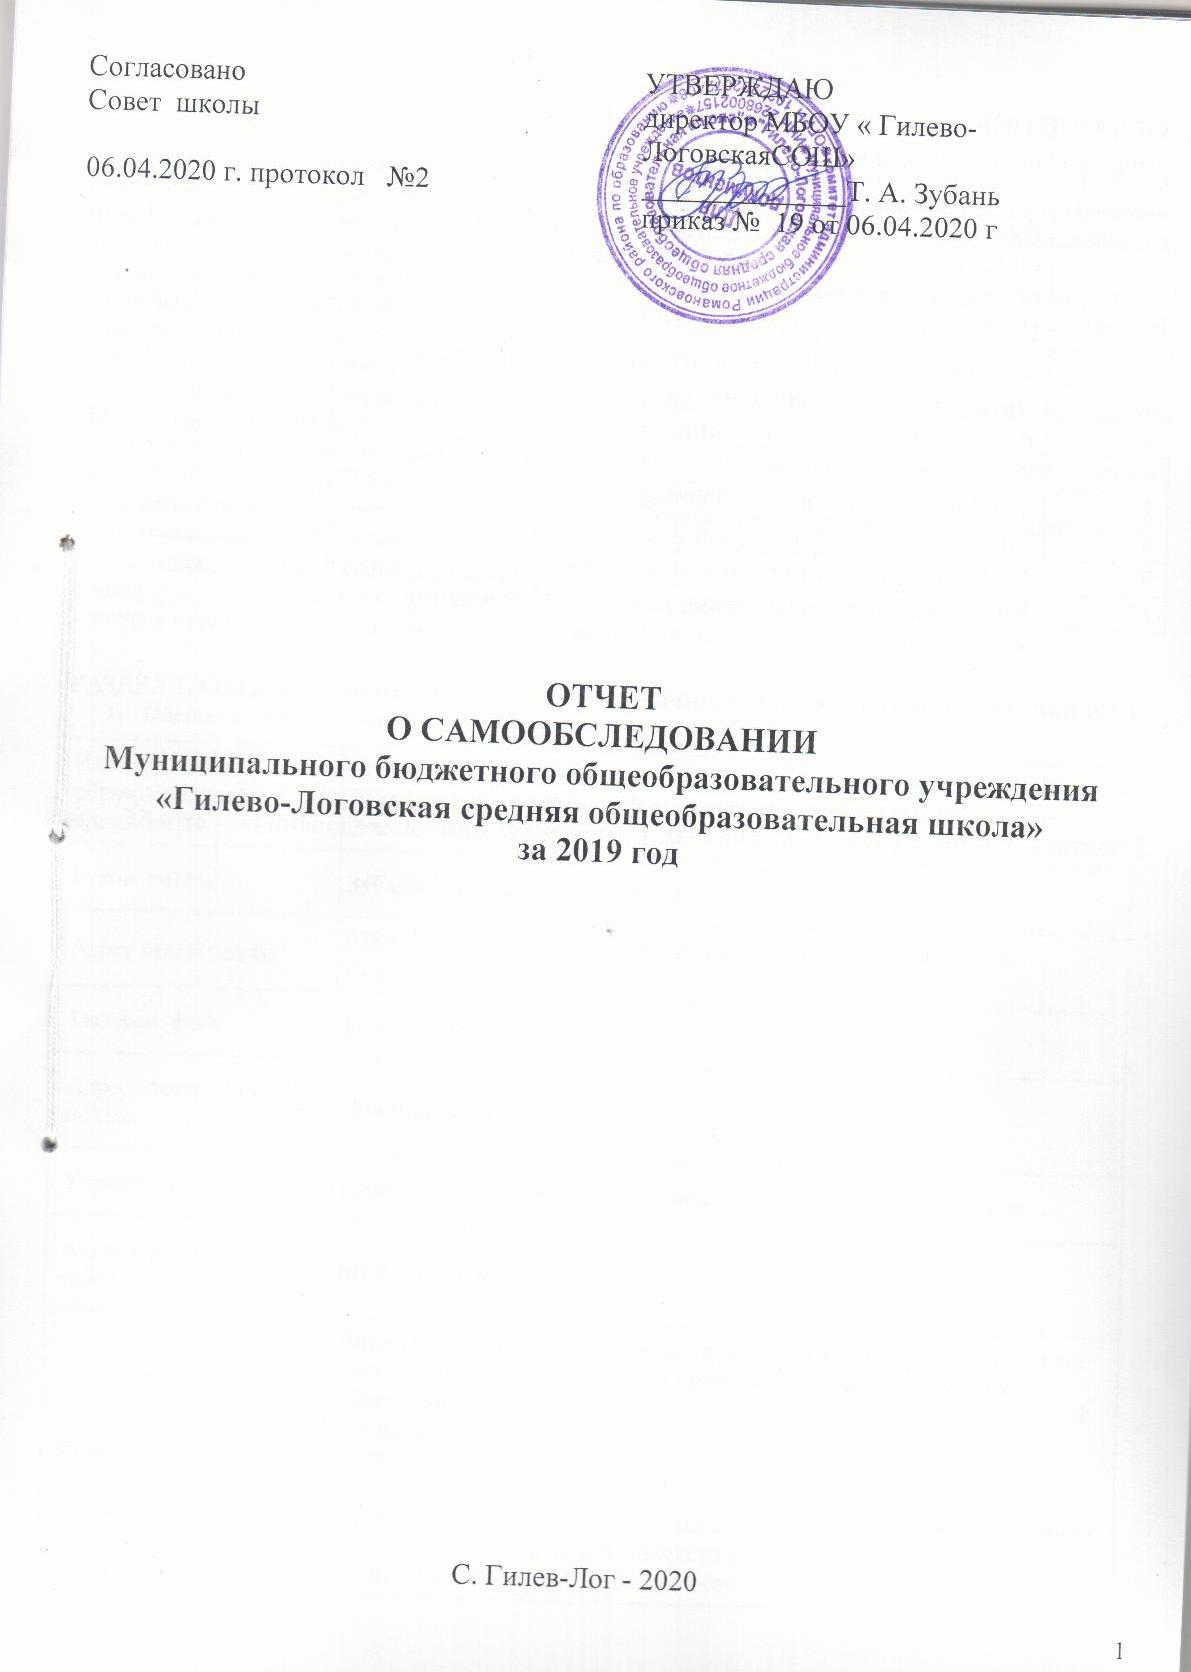 Согласовано
Совет школы
06.04.2020 г. протокол №2
УТВЕРЖДАЮ
директор МБОУ « Гилево-
ЛоговскаяСОШ»
______________Т. А. Зубань
приказ № 19 от 06.04.2020 г
ОТЧЕТ
О САМООБСЛЕДОВАНИИ
Муниципального бюджетного общеобразовательного учреждения
«Гилево-Логовская средняя общеобразовательная школа»
за 2019 год
С. Гилев-Лог - 2020
1